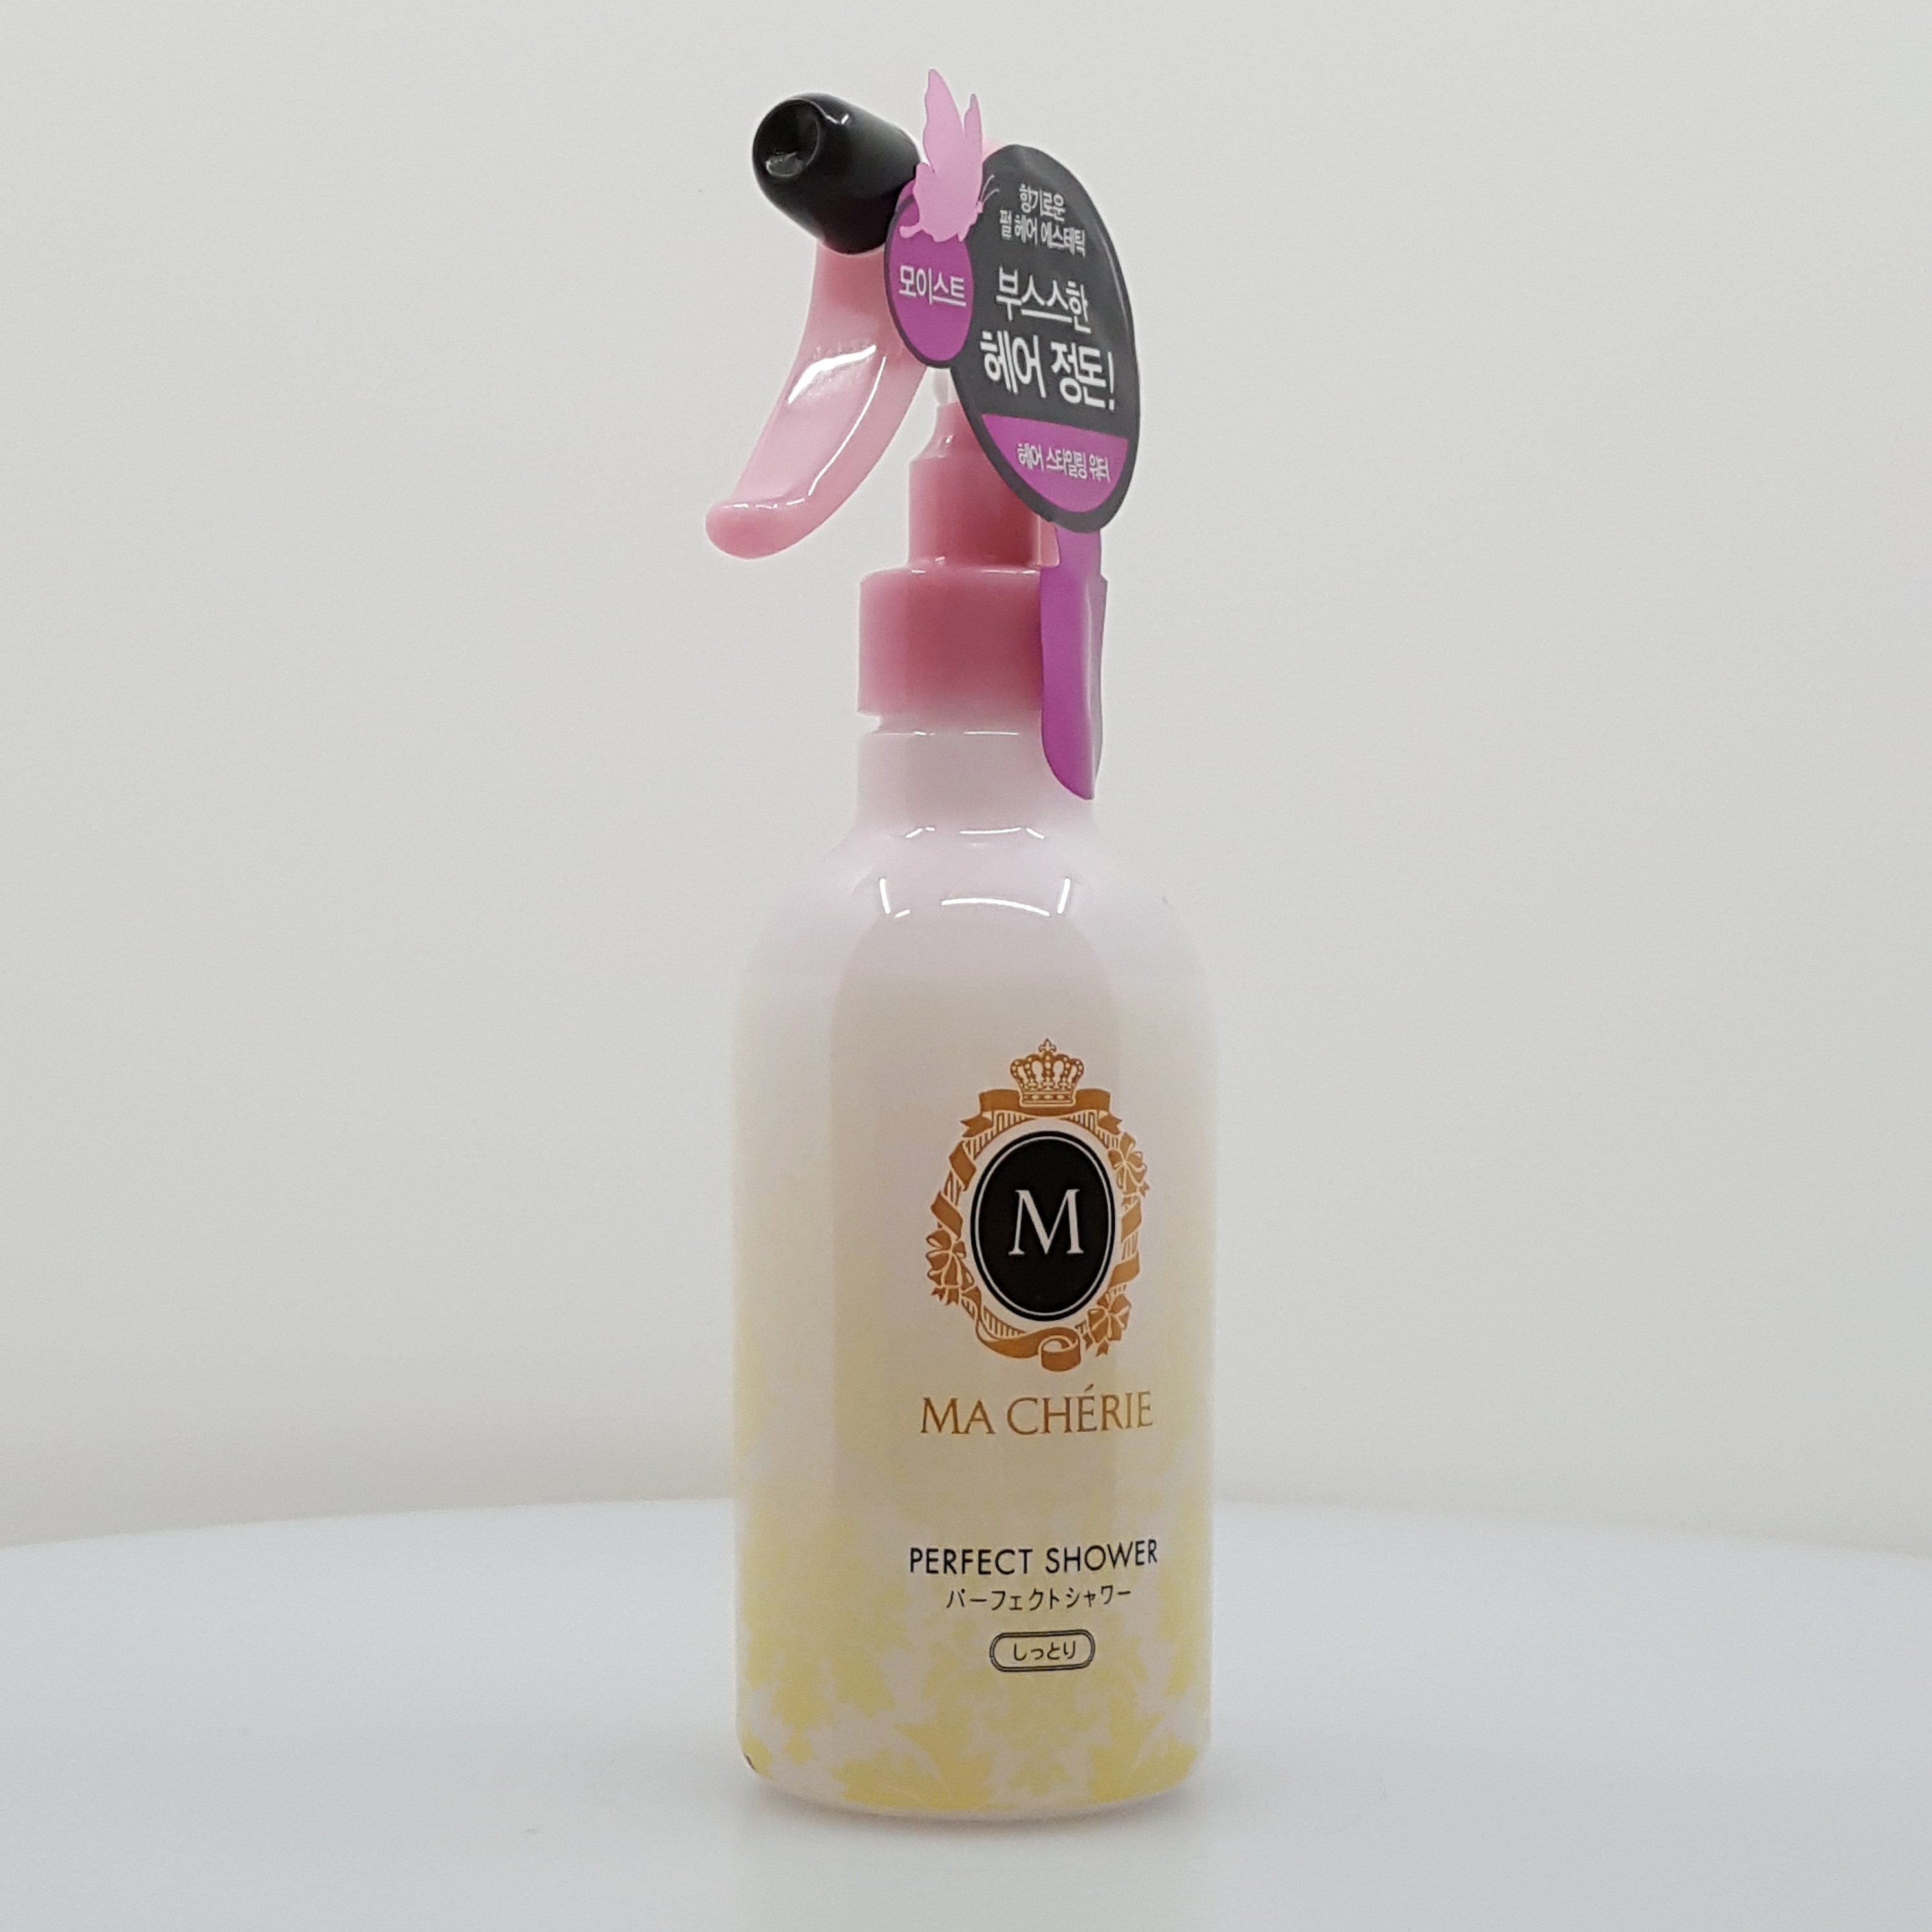 향기로운
펄 헤어 에스테틱
모이스트
부스스한
헤어 정돈!
헤어 스타일링 워터
M
MA CHÉRIE
PERFECT SHOWER
パーフェクトシャワー
しっとり